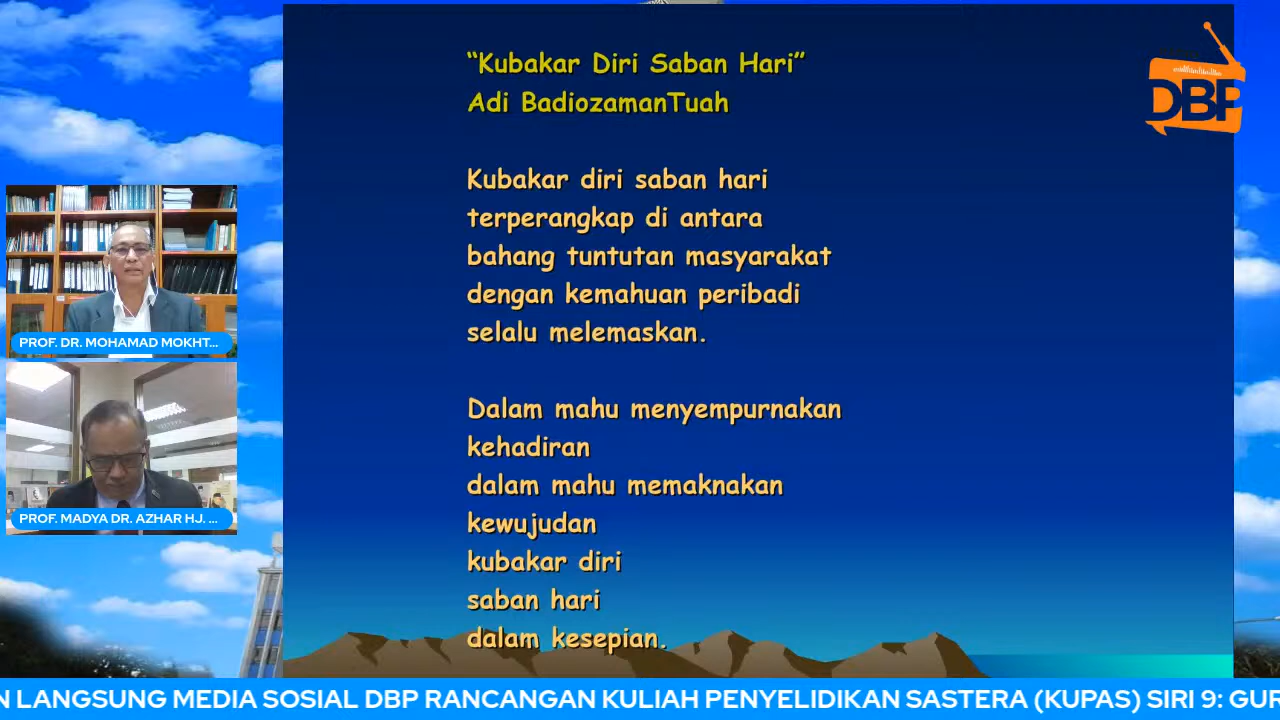 “Kubakar Diri Saban Hari”
Adi BadiozamanTuah
Kubakar diri saban hari
terperangkap di antara
bahang tuntutan masyarakat
dengan kemahuan peribadi
selalu melemaskan.
Dalam mahu menyempurnakan
kehadiran
dalam mahu memaknakan
kewujudan
kubakar diri
saban hari
dalam kesepian.
DBP
PROF. DR. MOHAMAD MOKHT...
PROF. MADYA DR. AZHAR HJ. ...
N LANGSUNG MEDIA SOSIAL DBP RANCANGAN KULIAH PENYELIDIKAN SASTERA (KUPAS) SIRI 9: GUR